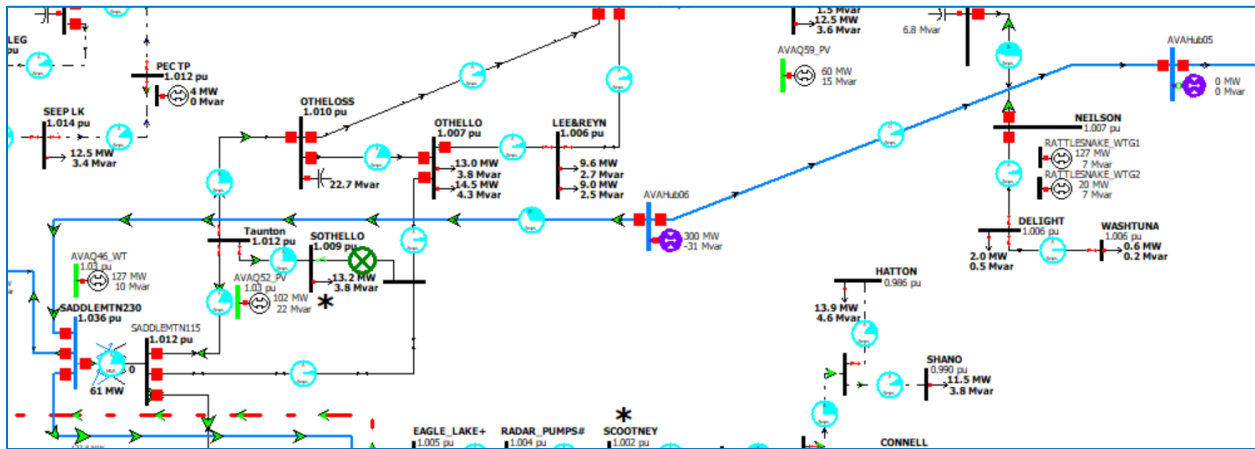 LEG
pu
PEC TP
1.012 pu
4 MW
0 Mvar
SEEP LK
1.014 pu
12.5 MW
3.4 Mvar
OTHELOSS
1.010 pu
22.7 Mvar
OTHELLO
1.007 pu
13.0 MW
3.8 Mvar
14.5 MW
4.3 Mvar
LEE&REYN
1.006 pu
9.6 MW
2.7 Mvar
9.0 MW
2.5 Mvar
1.5 MW
12.5 MW
3.6 Mvar
AVAQ59_PV
60 MW
15 Mvar
6.8 Mvar
AVAHub05
0 MW
0 Mvar
NEILSON
1.007 pu
RATTLESNAKE_WTG1
127 MW
7 Mvar
RATTLESNAKE_WTG2
20 MW
7 Mvar
DELIGHT
1.006 pu
2.0 MW
0.5 Mvar
WASHTUNA
1.006 pu
0.6 MW
0.2 Mvar
AVAHub06
300 MW
-31 Mvar
Taunton
1.012 pu
SOTHELLO
1.009 pu
13.2 MW
3.8 Mvar
*
AVAQ46_WT
1.03 pu
127 MW
10 Mvar
AVAQ52_PV
1.03 pu
102 MW
22 Mvar
SADDLEMTN230
1.036 pu
SADDLEMTN115
1.012 pu
0
61 MW
HATTON
0.986 pu
13.9 MW
4.6 Mvar
SHANO
0.990 pu
11.5 MW
3.8 Mvar
*
EAGLE_LAKE+
1.005 pu
RADAR_PUMPS#
1.004 pu
SCOOTNEY
1.002 pu
CONNELL